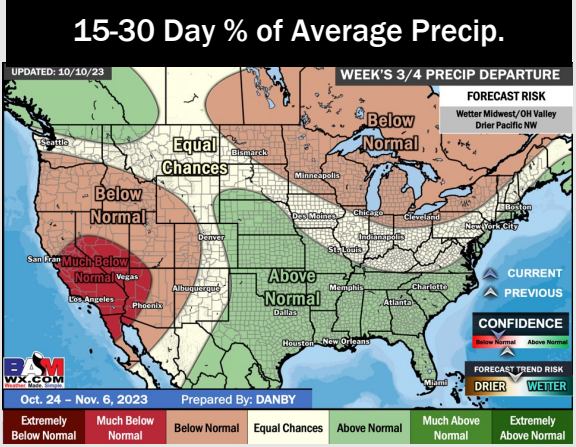 15-30 Day % of Average Precip.
UPDATED: 10/10/23
WEEK'S 3/4 PRECIP DEPARTURE
FORECAST RISK
Wetter Midwest/OH Valley
Drier Pacific NW
Seattle
Equal
Chances
Below
Normal
Bismarck
Minneapolis
Below
Normal
Des Moines
Chicago
Cleveland
Boston
New York City
Denver
Indianapolis
St. Louis
San Fran
Much Below
Normal
Vegas
Los Angeles
Phoenix
Albuquerque
Above
Normal
Dallas
Memphis
Charlotte
Atlanta
Houston
New Orleans
Miami
CURRENT
PREVIOUS
CONFIDENCE
Below Normal
Above Normal
FORECAST TREND RISK
DRIER
WETTER
BAM
WX.COM
Weather. Made. Simple.
Oct. 24 – Nov. 6, 2023
Prepared By: DANBY
Extremely
Below Normal
Much Below
Normal
Below Normal
Equal Chances
Above Normal
Much Above
Normal
Extremely
Above Normal